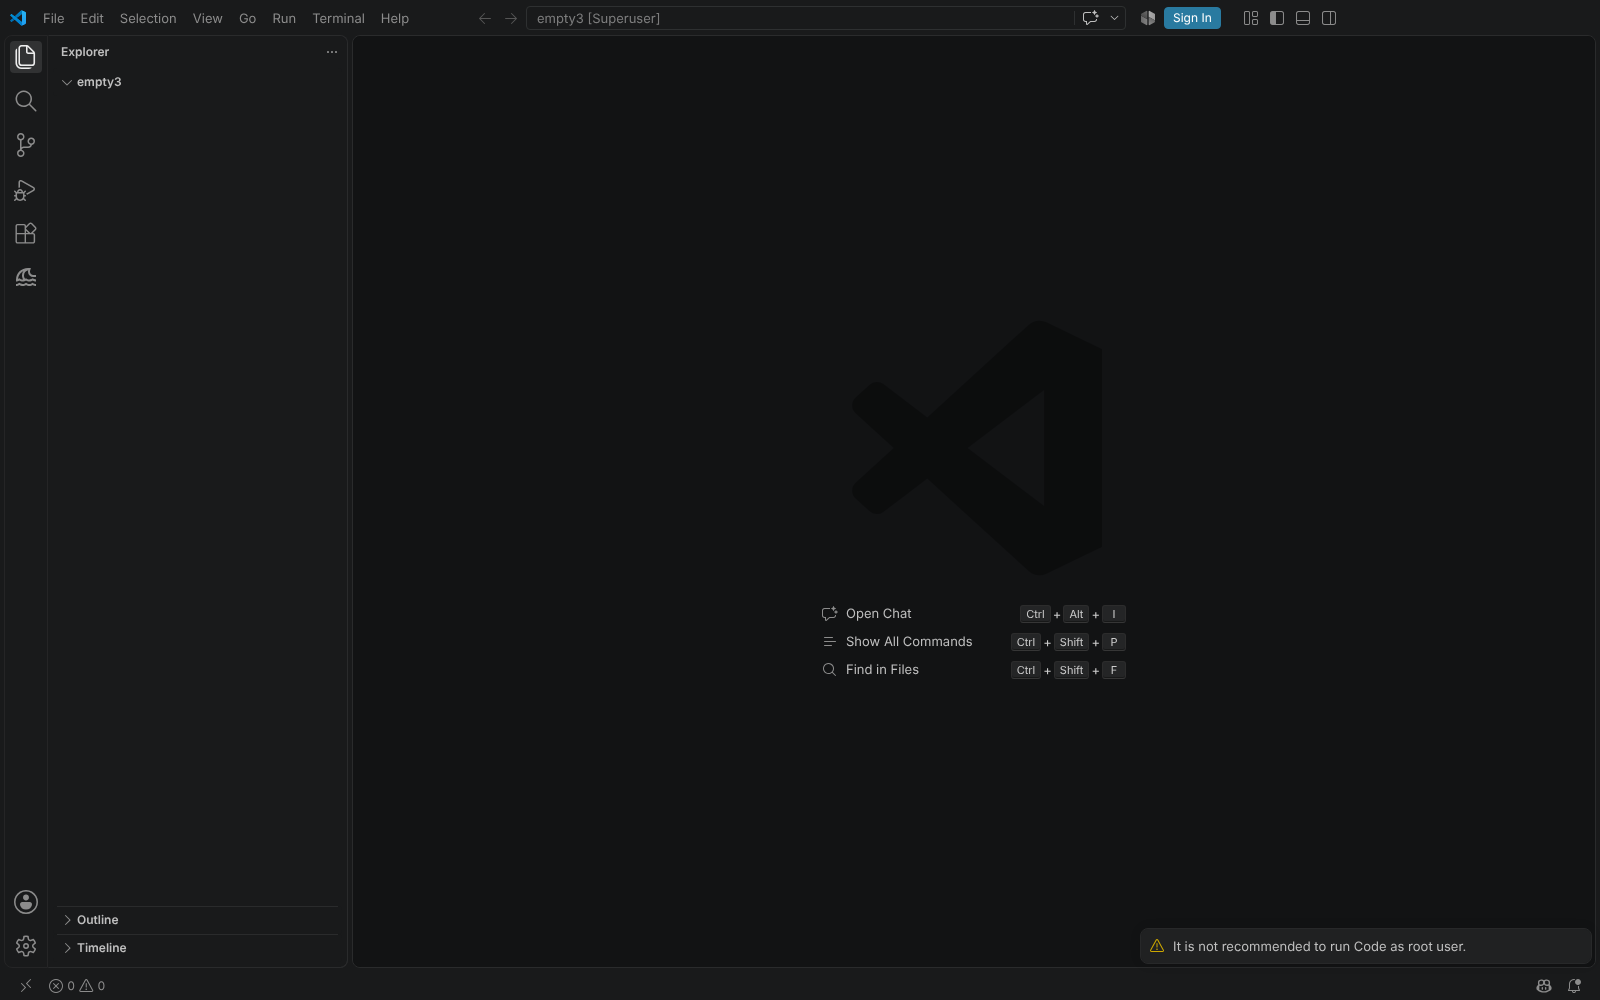 File Edit Selection View Go Run Terminal Help
empty3 [Superuser]
Sign In
Explorer
empty3
Open Chat Ctrl + Alt + I
Show All Commands Ctrl + Shift + P
Find in Files Ctrl + Shift + F
Outline
Timeline
It is not recommended to run Code as root user.
0 0